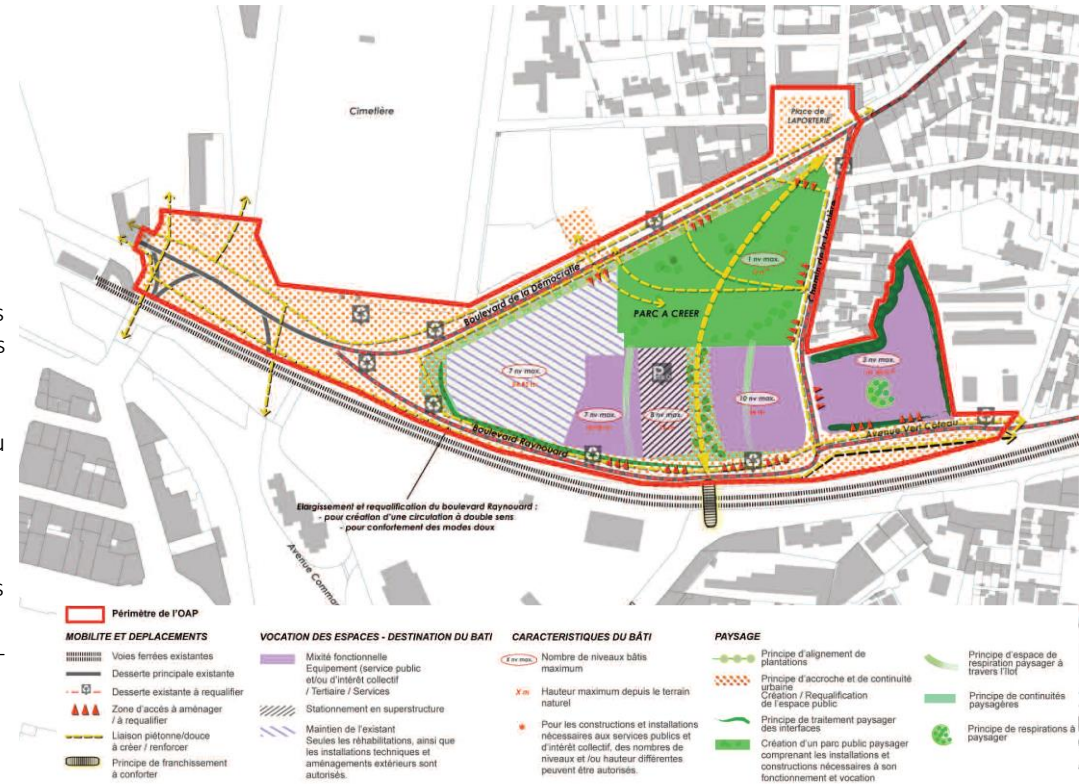 Cimetière
Place de
LAPORTERIE
Boulevard de la Démocratie
Chemin de la
1 nv max.
PARC A CREER
7 nv max.
7 nv max.
8 nv
10 nv max.
5 nv max.
P
Avenue Vert Coteau
Boulevard Raynouard
Elargissement et requalification du boulevard Raynouard :
- pour création d'une circulation à double sens
- pour confortement des modes doux
Avenue
s
s
u
s
Périmètre de l'OAP
MOBILITE ET DEPLACEMENTS
Voies ferrées existantes
Desserte principale existante
Desserte existante à requalifier
Zone d'accès à aménager
/ à requalifier
Liaison piétonne/douce
à créer / renforcer
Principe de franchissement
à conforter
VOCATION DES ESPACES - DESTINATION DU BATI
Mixité fonctionnelle
Equipement (service public
et/ou d'intérêt collectif
/ Tertiaire / Services
Stationnement en superstructure
Maintien de l'existant
Seules les réhabilitations, ainsi que
les installations techniques et
aménagements extérieurs sont
autorisés.
CARACTERISTIQUES DU BÂTI
nv max.
Nombre de niveaux bâtis
maximum
X m
Hauteur maximum depuis le terrain
naturel
Pour les constructions et installations
nécessaires aux services publics et
d'intérêt collectif, des nombres de
niveaux et /ou hauteur différentes
peuvent être autorisés.
PAYSAGE
Principe d'alignement de
plantations
Principe d'accroche et de continuité
urbaine
Création / Requalification
de l'espace public
Principe de traitement paysager
des interfaces
Création d'un parc public paysager
comprenant les installations et
constructions nécessaires à son
fonctionnement et vocation
Principe d'espace de
respiration paysager à
travers l'îlot
Principe de continuités
paysagères
Principe de respirations à
paysager